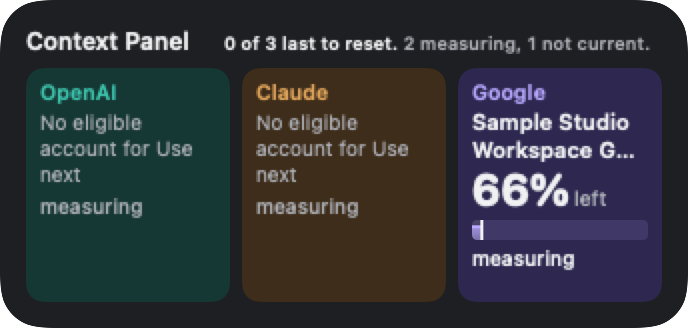 Context Panel
0 of 3 last to reset. 2 measuring, 1 not current.
OpenAI
No eligible
account for Use
next
measuring
Claude
No eligible
account for Use
next
measuring
Google
Sample Studio
Workspace G...
66% left
measuring